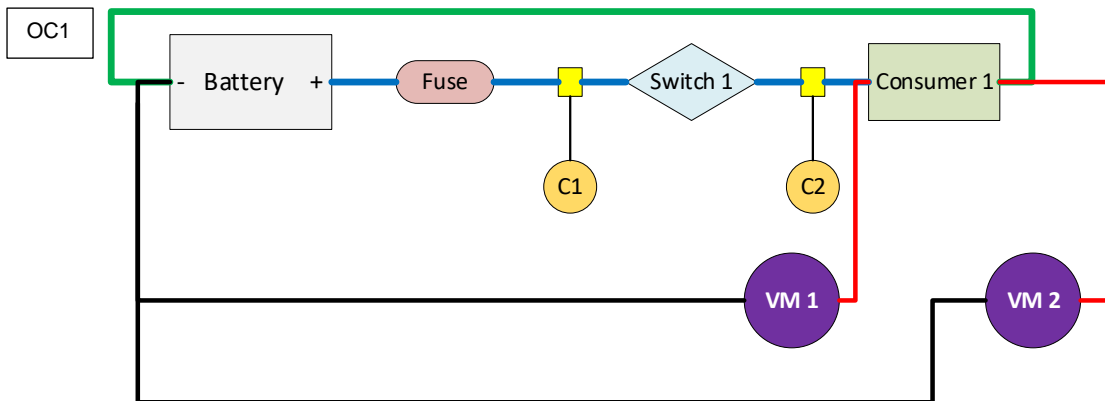 OC1
- Battery +
Fuse
Switch 1
Consumer 1
C1
C2
VM 1
VM 2